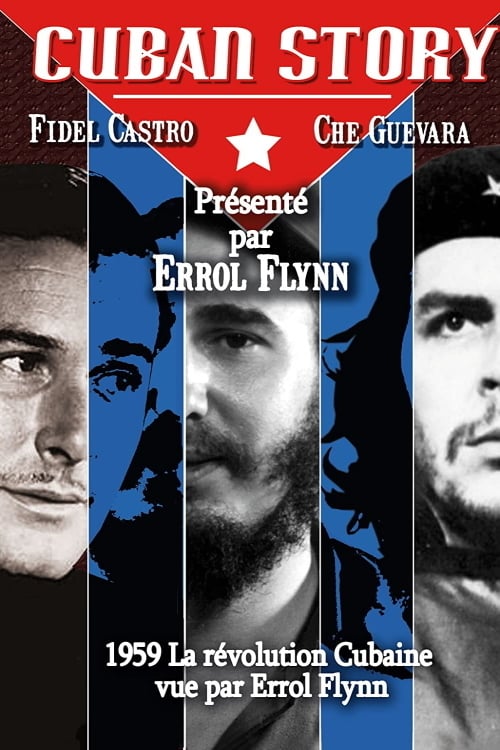 CUBAN STORY
FIDEL CASTRO
CHE GUEVARA
Présenté
par
ERROL FLYNN
1959 La révolution Cubaine
vue par Errol Flynn